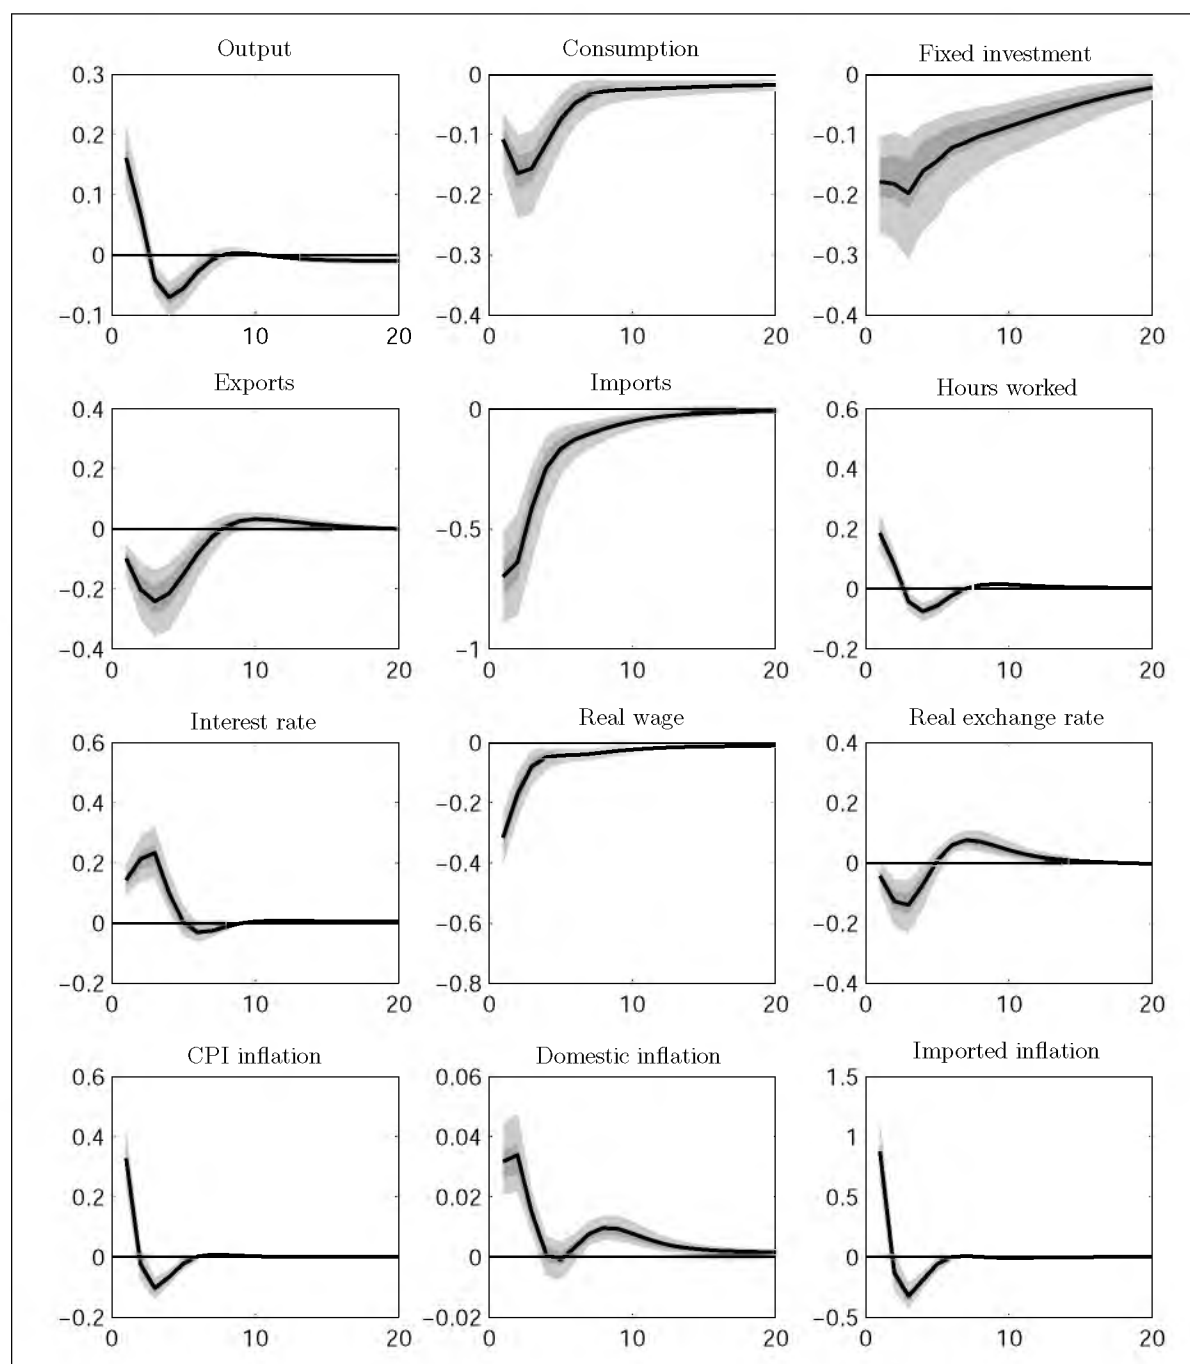 Output
0.3
0.2
0.1
0
−0.1
0 10 20
Consumption
0
−0.1
−0.2
−0.3
−0.4
0 10 20
Fixed investment
0
−0.1
−0.2
−0.3
−0.4
0 10 20
Exports
0.4
0.2
0
−0.2
−0.4
0 10 20
Imports
0
−0.5
−1
0 10 20
Hours worked
0.6
0.4
0.2
0
−0.2
0 10 20
Interest rate
0.6
0.4
0.2
0
−0.2
0 10 20
Real wage
0
−0.2
−0.4
−0.6
−0.8
0 10 20
Real exchange rate
0.4
0.2
0
−0.2
−0.4
0 10 20
CPI inflation
0.6
0.4
0.2
0
−0.2
0 10 20
Domestic inflation
0.06
0.04
0.02
0
−0.02
0 10 20
Imported inflation
1.5
1
0.5
0
−0.5
0 10 20